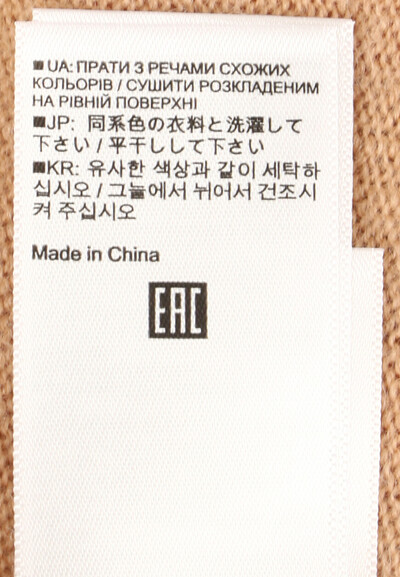 ■ UA: ПРАТИ З РЕЧАМИ СХОЖИХ
КОЛЬОРІВ / СУШИТИ РОЗКЛАДЕНИМ
НА РІВНІЙ ПОВЕРХНІ
■JP: 同系色の衣料と洗濯して
下さい / 平干しして下さい
■KR: 유사한 색상과 같이 세탁하
십시오 / 그늘에서 뉘어서 건조시
켜 주십시오
Made in China
EAC